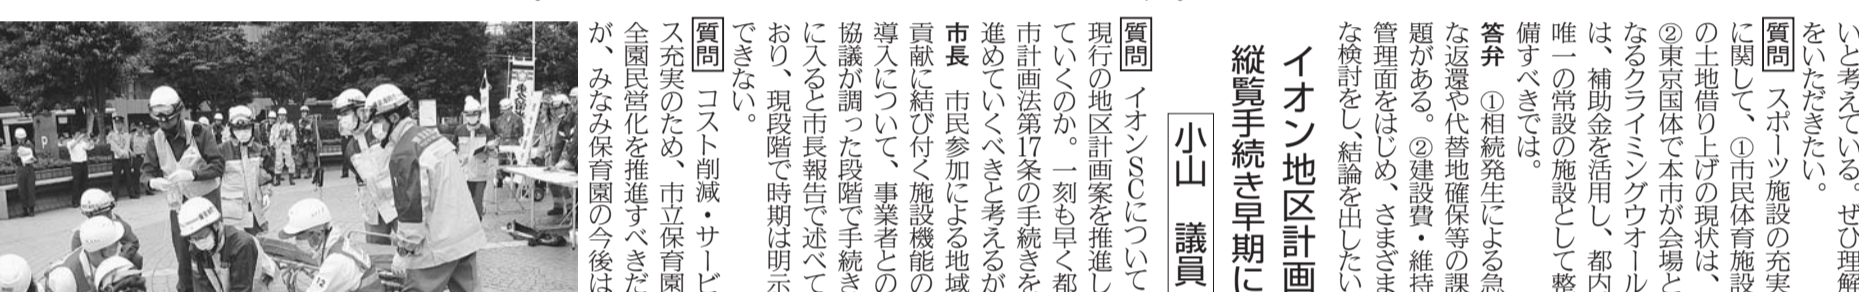 いと考えている。ぜひ理解
をいただきたい。
質問 スポーツ施設の充実
に関して、①市民体育施設
の土地借り上げの現状は、
②東京国体で本市が会場と
なるクライミングウオール
は、補助金を活用し、都内
唯一の常設の施設として整
備すべきでは。
答弁 ①相続発生による急
な返還や代替地確保等の課
題がある。②建設費・維持
管理面をはじめ、さまざま
な検討をし、結論を出したい
イオン地区計画
縦覧手続き早期に
小山 議員
質問 イオンSCについて
現行の地区計画案を推進し
ていくのか。一刻も早く都
市計画法第17条の手続きを
進めていくべきと考えるが
市長 市民参加による地域
貢献に結び付く施設機能の
導入について、事業者との
協議が調った段階で手続き
に入ると市長報告で述べて
おり、現段階で時期は明示
できない。
質問 コスト削減・サービ
ス充実のため、市立保育園
全園民営化を推進すべきだ
が、みなみ保育園の今後は